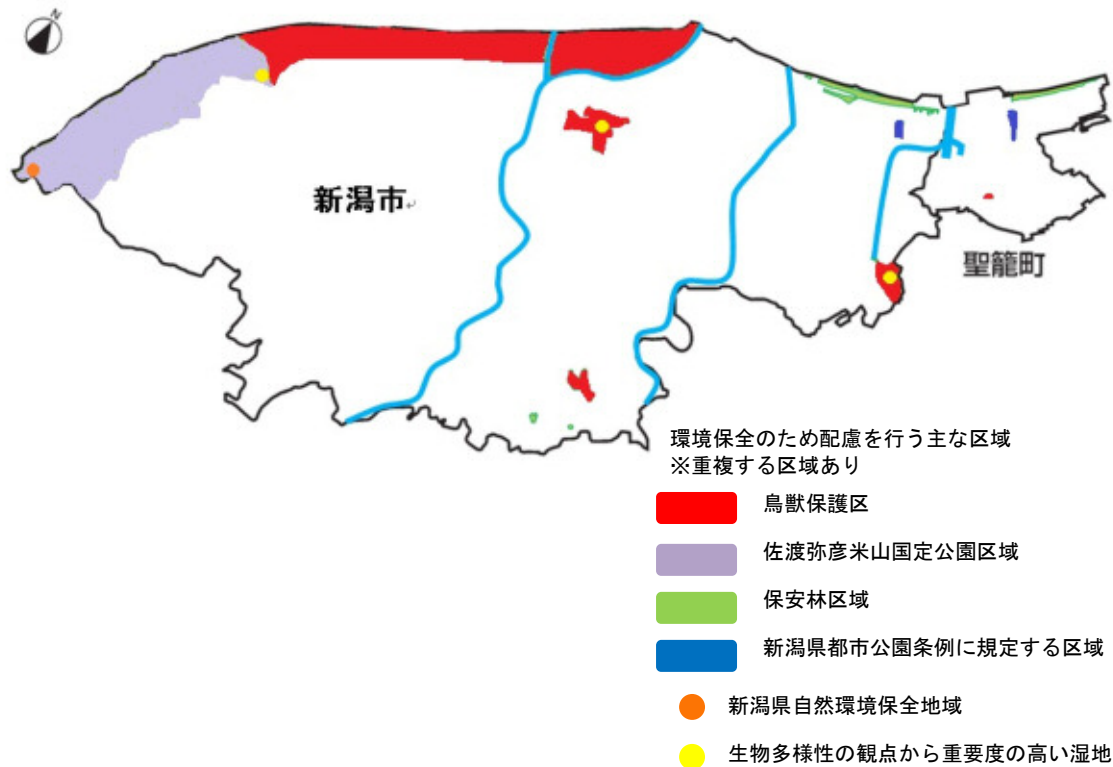 N
新潟市
聖籠町
環境保全のため配慮を行う主な区域
※重複する区域あり
鳥獣保護区
佐渡弥彦米山国定公園区域
保安林区域
新潟県都市公園条例に規定する区域
新潟県自然環境保全地域
生物多様性の観点から重要度の高い湿地